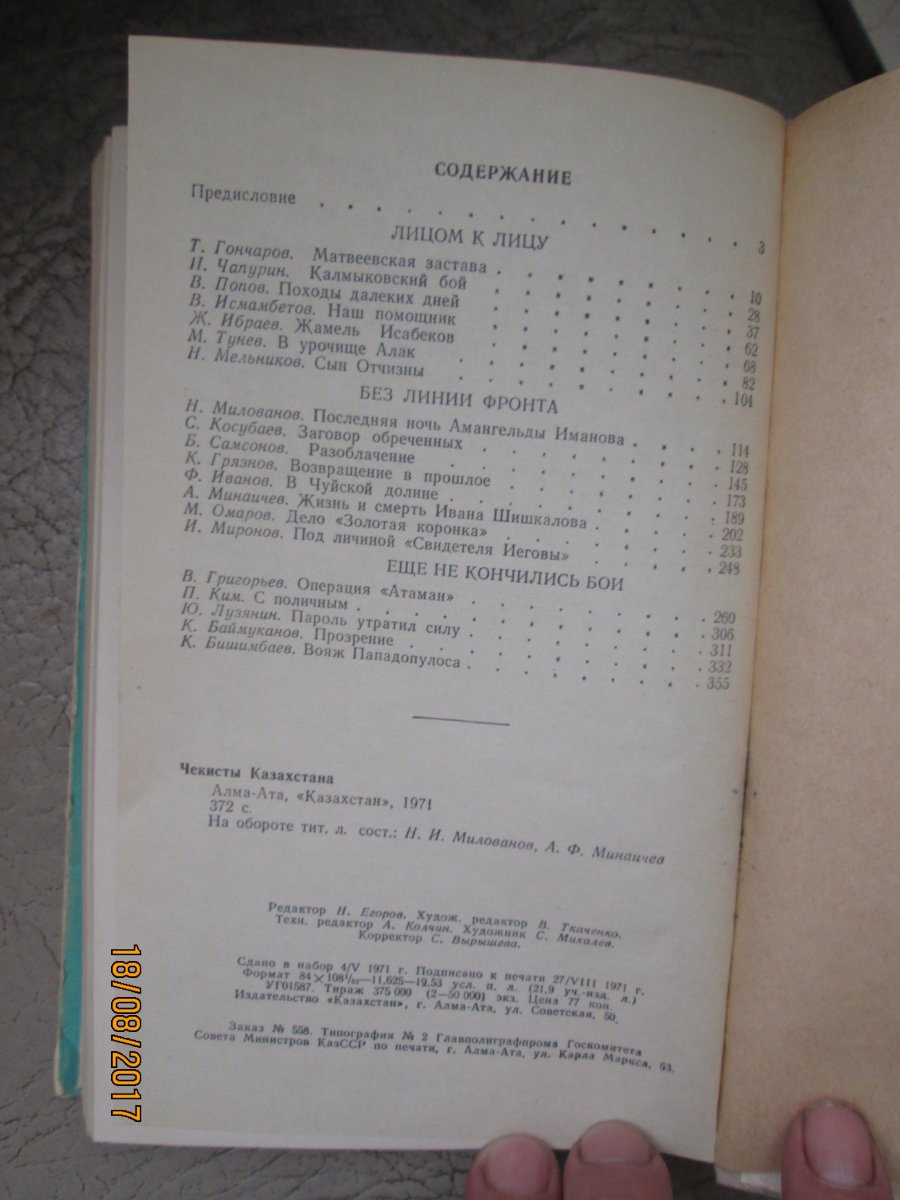 СОДЕРЖАНИЕ
Предисловие . . . . . . . . . . . . . . 3
ЛИЦОМ К ЛИЦУ
Т. Гончаров. Матвеевская застава . . . . . . . . 10
И. Чапурин. Калмыковский бой . . . . . . . . 28
В. Попов. Походы далеких дней . . . . . . . . 37
В. Исмамбетов. Наш помощник . . . . . . . . 62
Ж. Ибраев. Жамель Исабеков . . . . . . . . 68
М. Тунев. В урочище Алак . . . . . . . . 82
Н. Мельников. Сын Отчизны . . . . . . . . 104
БЕЗ ЛИНИИ ФРОНТА
Н. Милованов. Последняя ночь Амангельды Иманова . . . 114
С. Косубаев. Заговор обреченных . . . . . . . 128
Б. Самсонов. Разоблачение . . . . . . . . 145
К. Грязнов. Возвращение в прошлое . . . . . . . 173
Ф. Иванов. В Чуйской долине . . . . . . . . 189
А. Минаичев. Жизнь и смерть Ивана Шишкалова . . . . 202
М. Омаров. Дело «Золотая коронка» . . . . . . . 233
И. Миронов. Под личиной «Свидетеля Иеговы» . . . . . 248
ЕЩЕ НЕ КОНЧИЛИСЬ БОИ
В. Григорьев. Операция «Атаман» . . . . . . . . 260
П. Ким. С поличным . . . . . . . . . . . 306
Ю. Лузянин. Пароль утратил силу . . . . . . . . 311
К. Баймуканов. Прозрение . . . . . . . . . 332
К. Бишимбаев. Вояж Пападопулоса . . . . . . . . 355
Чекисты Казахстана
Алма-Ата, «Казахстан», 1971
372 с.
На обороте тит. л. сост.: Н. И. Милованов, А. Ф. Минаичев
Редактор Н. Егоров. Худож. редактор В. Ткаченко.
Техн. редактор А. Колчин. Художник С. Михалев.
Корректор С. Вырышева.
Сдано в набор 4/V 1971 г. Подписано к печати 27/VIII 1971 г.
Формат 84×108¹/₃₂—11,625—19,53 усл. п. л. (21,9 уч.-изд. л.)
УГ01587. Тираж 375 000 (2—50 000) экз. Цена 77 коп.
Издательство «Казахстан», г. Алма-Ата, ул. Советская, 50.
Заказ № 558. Типография № 2 Главполиграфпрома Госкомитета
Совета Министров КазССР по печати, г. Алма-Ата, ул. Карла Маркса, 63.
18/08/2017